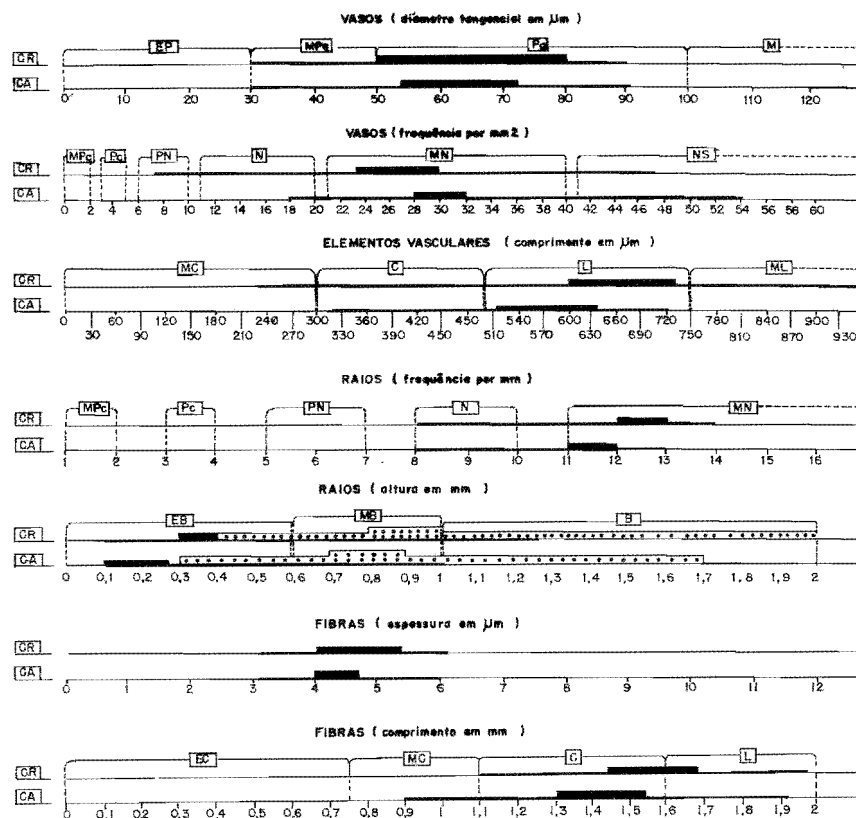 VASOS ( diâmetro tangencial em µm )
EP MPq Pq M
CR
CA
0 10 20 30 40 50 60 70 80 90 100 110 120
VASOS ( frequência por mm2 )
MPc Pc PN N MN NS
CR
CA
0 2 4 6 8 10 12 14 16 18 20 22 24 26 28 30 32 34 36 38 40 42 44 46 48 50 52 54 56 56 60
ELEMENTOS VASCULARES ( comprimento em µm )
MC C L ML
CR
CA
0 60 120 180 240 300 360 420 480 540 600 660 720 780 840 900
30 90 150 210 270 330 390 450 510 570 630 690 750 810 870 930
RAIOS ( frequência por mm )
MPc Pc PN N MN
CR
CA
1 2 3 4 5 6 7 8 9 10 11 12 13 14 15 16
RAIOS ( altura em mm )
EB MB B
CR
CA
0 0,1 0,2 0,3 0,4 0,5 0,6 0,7 0,8 0,9 1 1,1 1,2 1,3 1,4 1,5 1,6 1,7 1,8 1,9 2
FIBRAS ( espessura em µm )
CR
CA
0 1 2 3 4 5 6 7 8 9 10 11 12
FIBRAS ( comprimento em mm )
EC MC C L
CR
CA
0 0,1 0,2 0,3 0,4 0,5 0,6 0,7 0,8 0,9 1 1,1 1,2 1,3 1,4 1,5 1,6 1,7 1,8 1,9 2